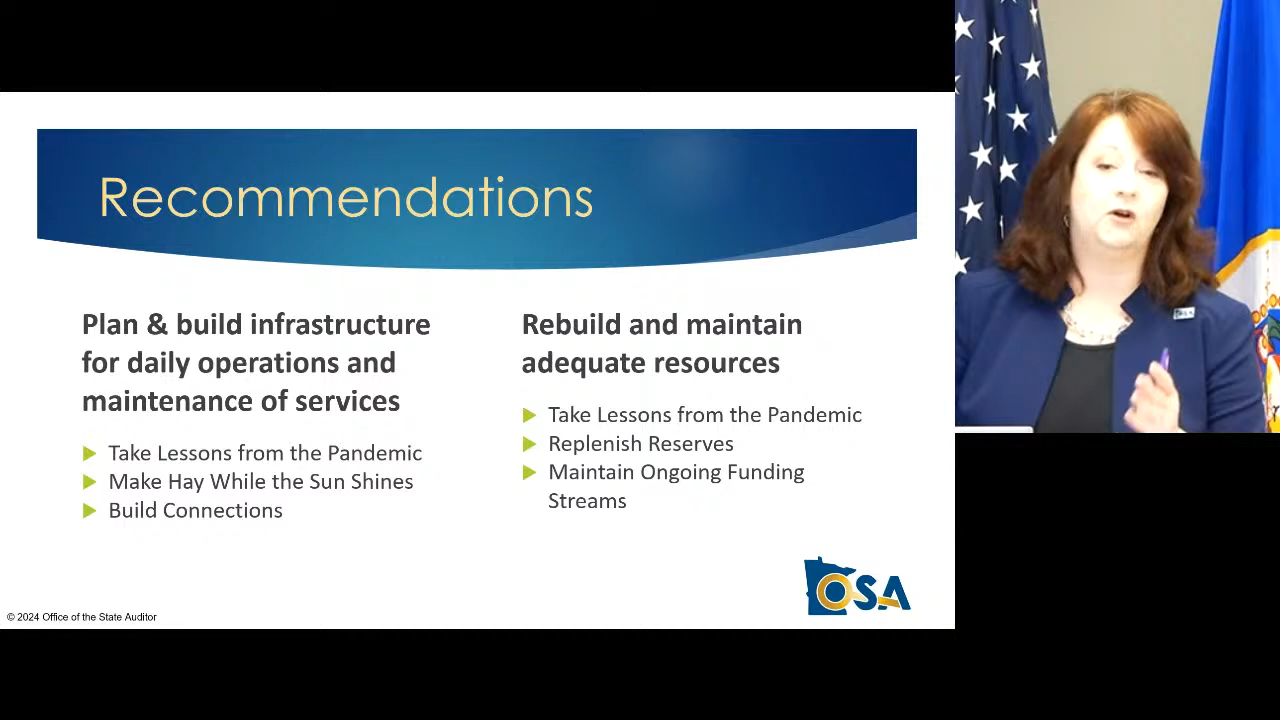 Recommendations
Plan & build infrastructure
for daily operations and
maintenance of services
Take Lessons from the Pandemic
Make Hay While the Sun Shines
Build Connections
Rebuild and maintain
adequate resources
Take Lessons from the Pandemic
Replenish Reserves
Maintain Ongoing Funding
Streams
OSA
© 2024 Office of the State Auditor